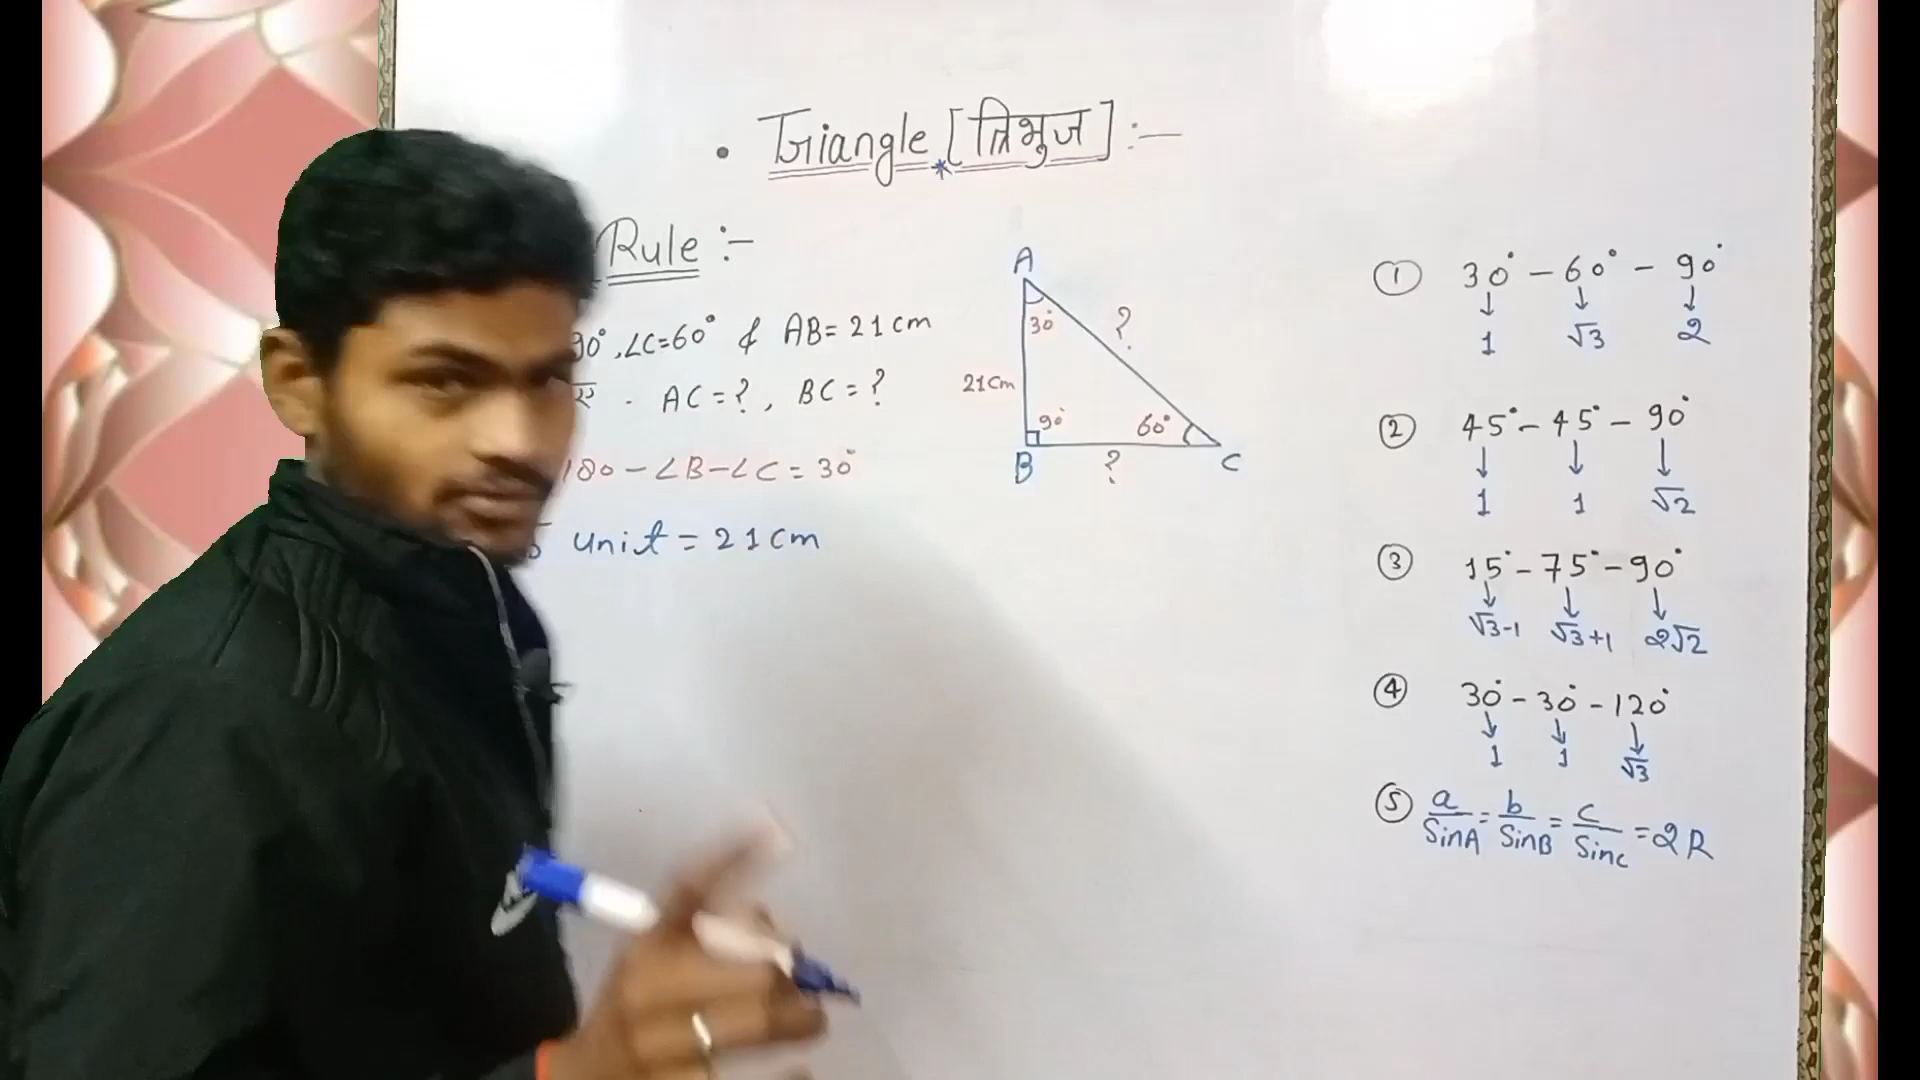 • Triangle [त्रिभुज] :-
Rule :-
90°, ∠C=60° & AB= 21 cm
AC = ?, BC = ?
180 - ∠B - ∠C = 30°
unit = 21 cm
A
30°
?
21 cm
90°
60°
B
?
C
① 30° - 60° - 90°
↓ ↓ ↓
1 √3 2
② 45° - 45° - 90°
↓ ↓ ↓
1 1 √2
③ 15° - 75° - 90°
↓ ↓ ↓
√3-1 √3+1 2√2
④ 30° - 30° - 120°
↓ ↓ ↓
1 1 √3
⑤ a/SinA = b/SinB = c/Sinc = 2R